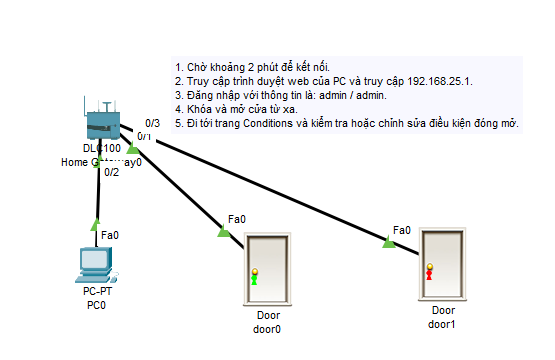 1. Chờ khoảng 2 phút để kết nối.
2. Truy cập trình duyệt web của PC và truy cập 192.168.25.1.
3. Đăng nhập với thông tin là: admin / admin.
4. Khóa và mở cửa từ xa.
5. Đi tới trang Conditions và kiểm tra hoặc chỉnh sửa điều kiện đóng mở.
0/3
0/1
DLC100
Home Gateway0
0/2
Fa0
Fa0
Fa0
PC-PT
PC0
Door
door0
Door
door1